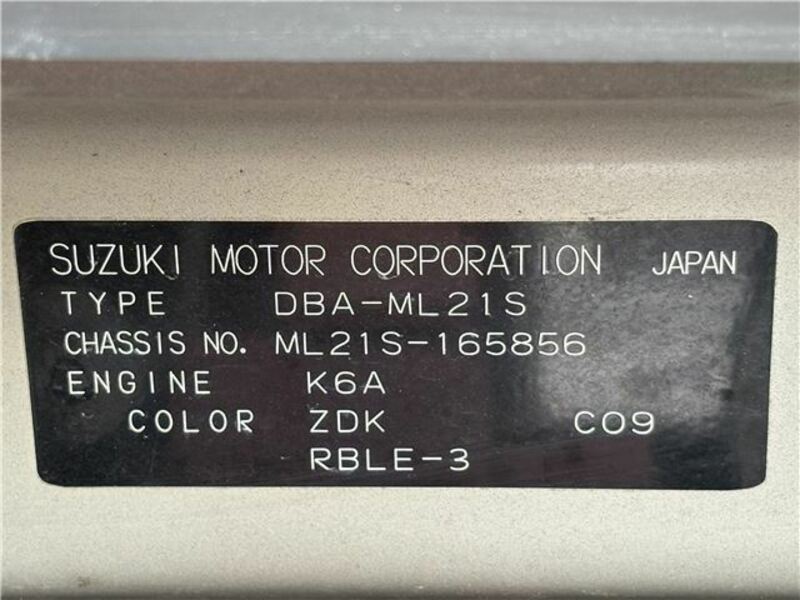 SUZUKI MOTOR CORPORATION JAPAN
TYPE DBA-ML21S
CHASSIS NO. ML21S-165856
ENGINE K6A
COLOR ZDK C09
RBLE-3